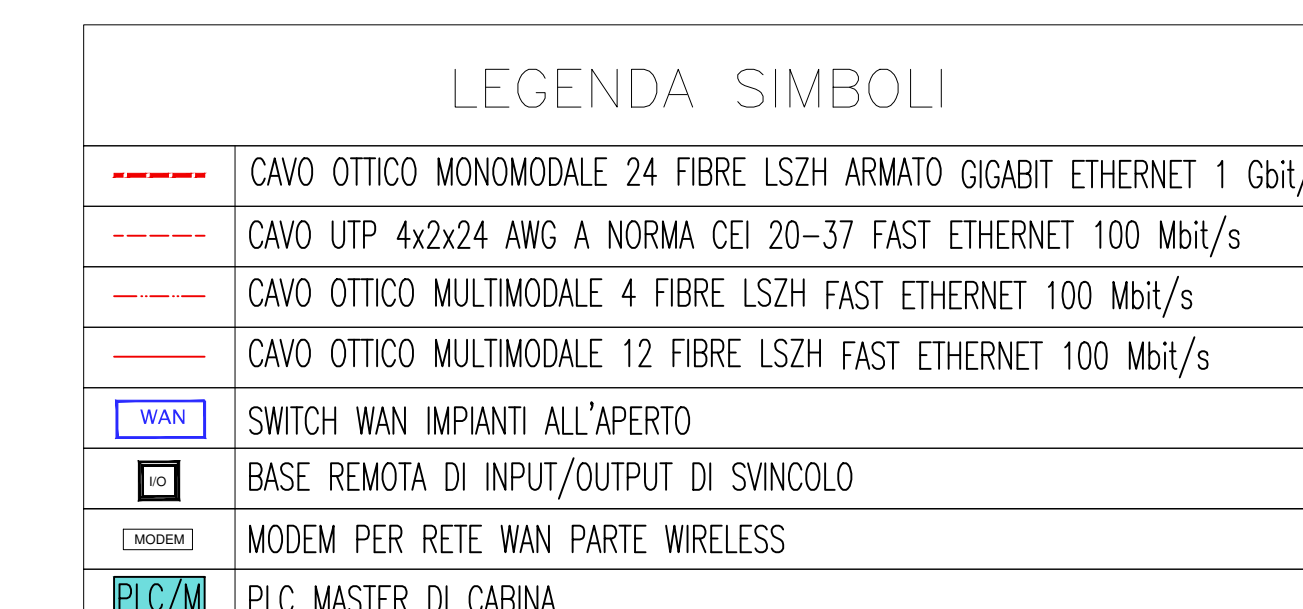 LEGENDA SIMBOLI
CAVO OTTICO MONOMODALE 24 FIBRE LSZH ARMATO GIGABIT ETHERNET 1 Gbit/
CAVO UTP 4x2x24 AWG A NORMA CEI 20-37 FAST ETHERNET 100 Mbit/s
CAVO OTTICO MULTIMODALE 4 FIBRE LSZH FAST ETHERNET 100 Mbit/s
CAVO OTTICO MULTIMODALE 12 FIBRE LSZH FAST ETHERNET 100 Mbit/s
WAN SWITCH WAN IMPIANTI ALL'APERTO
I/O BASE REMOTA DI INPUT/OUTPUT DI SVINCOLO
MODEM MODEM PER RETE WAN PARTE WIRELESS
PLC/M PLC MASTER DI CABINA